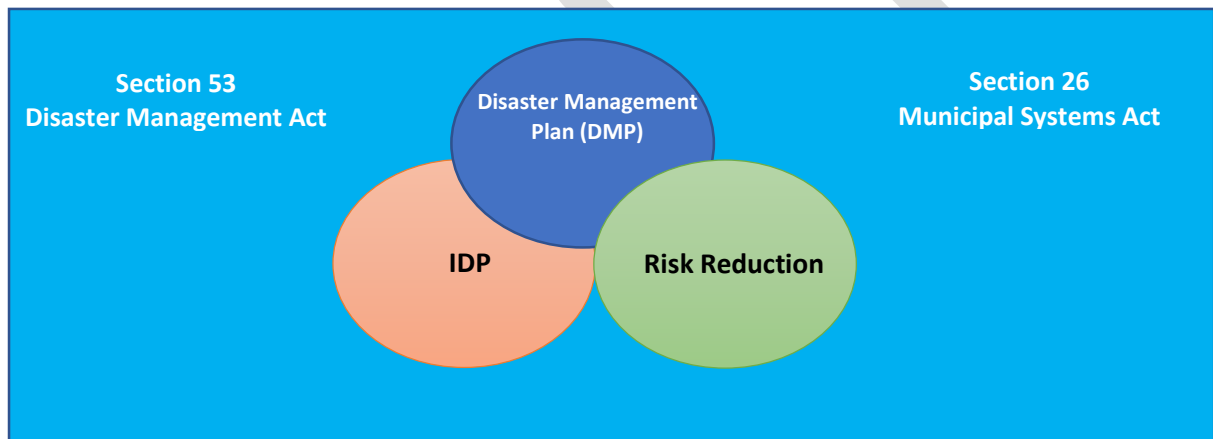 Section 53
Disaster Management Act
Disaster Management
Plan (DMP)
Section 26
Municipal Systems Act
IDP
Risk Reduction